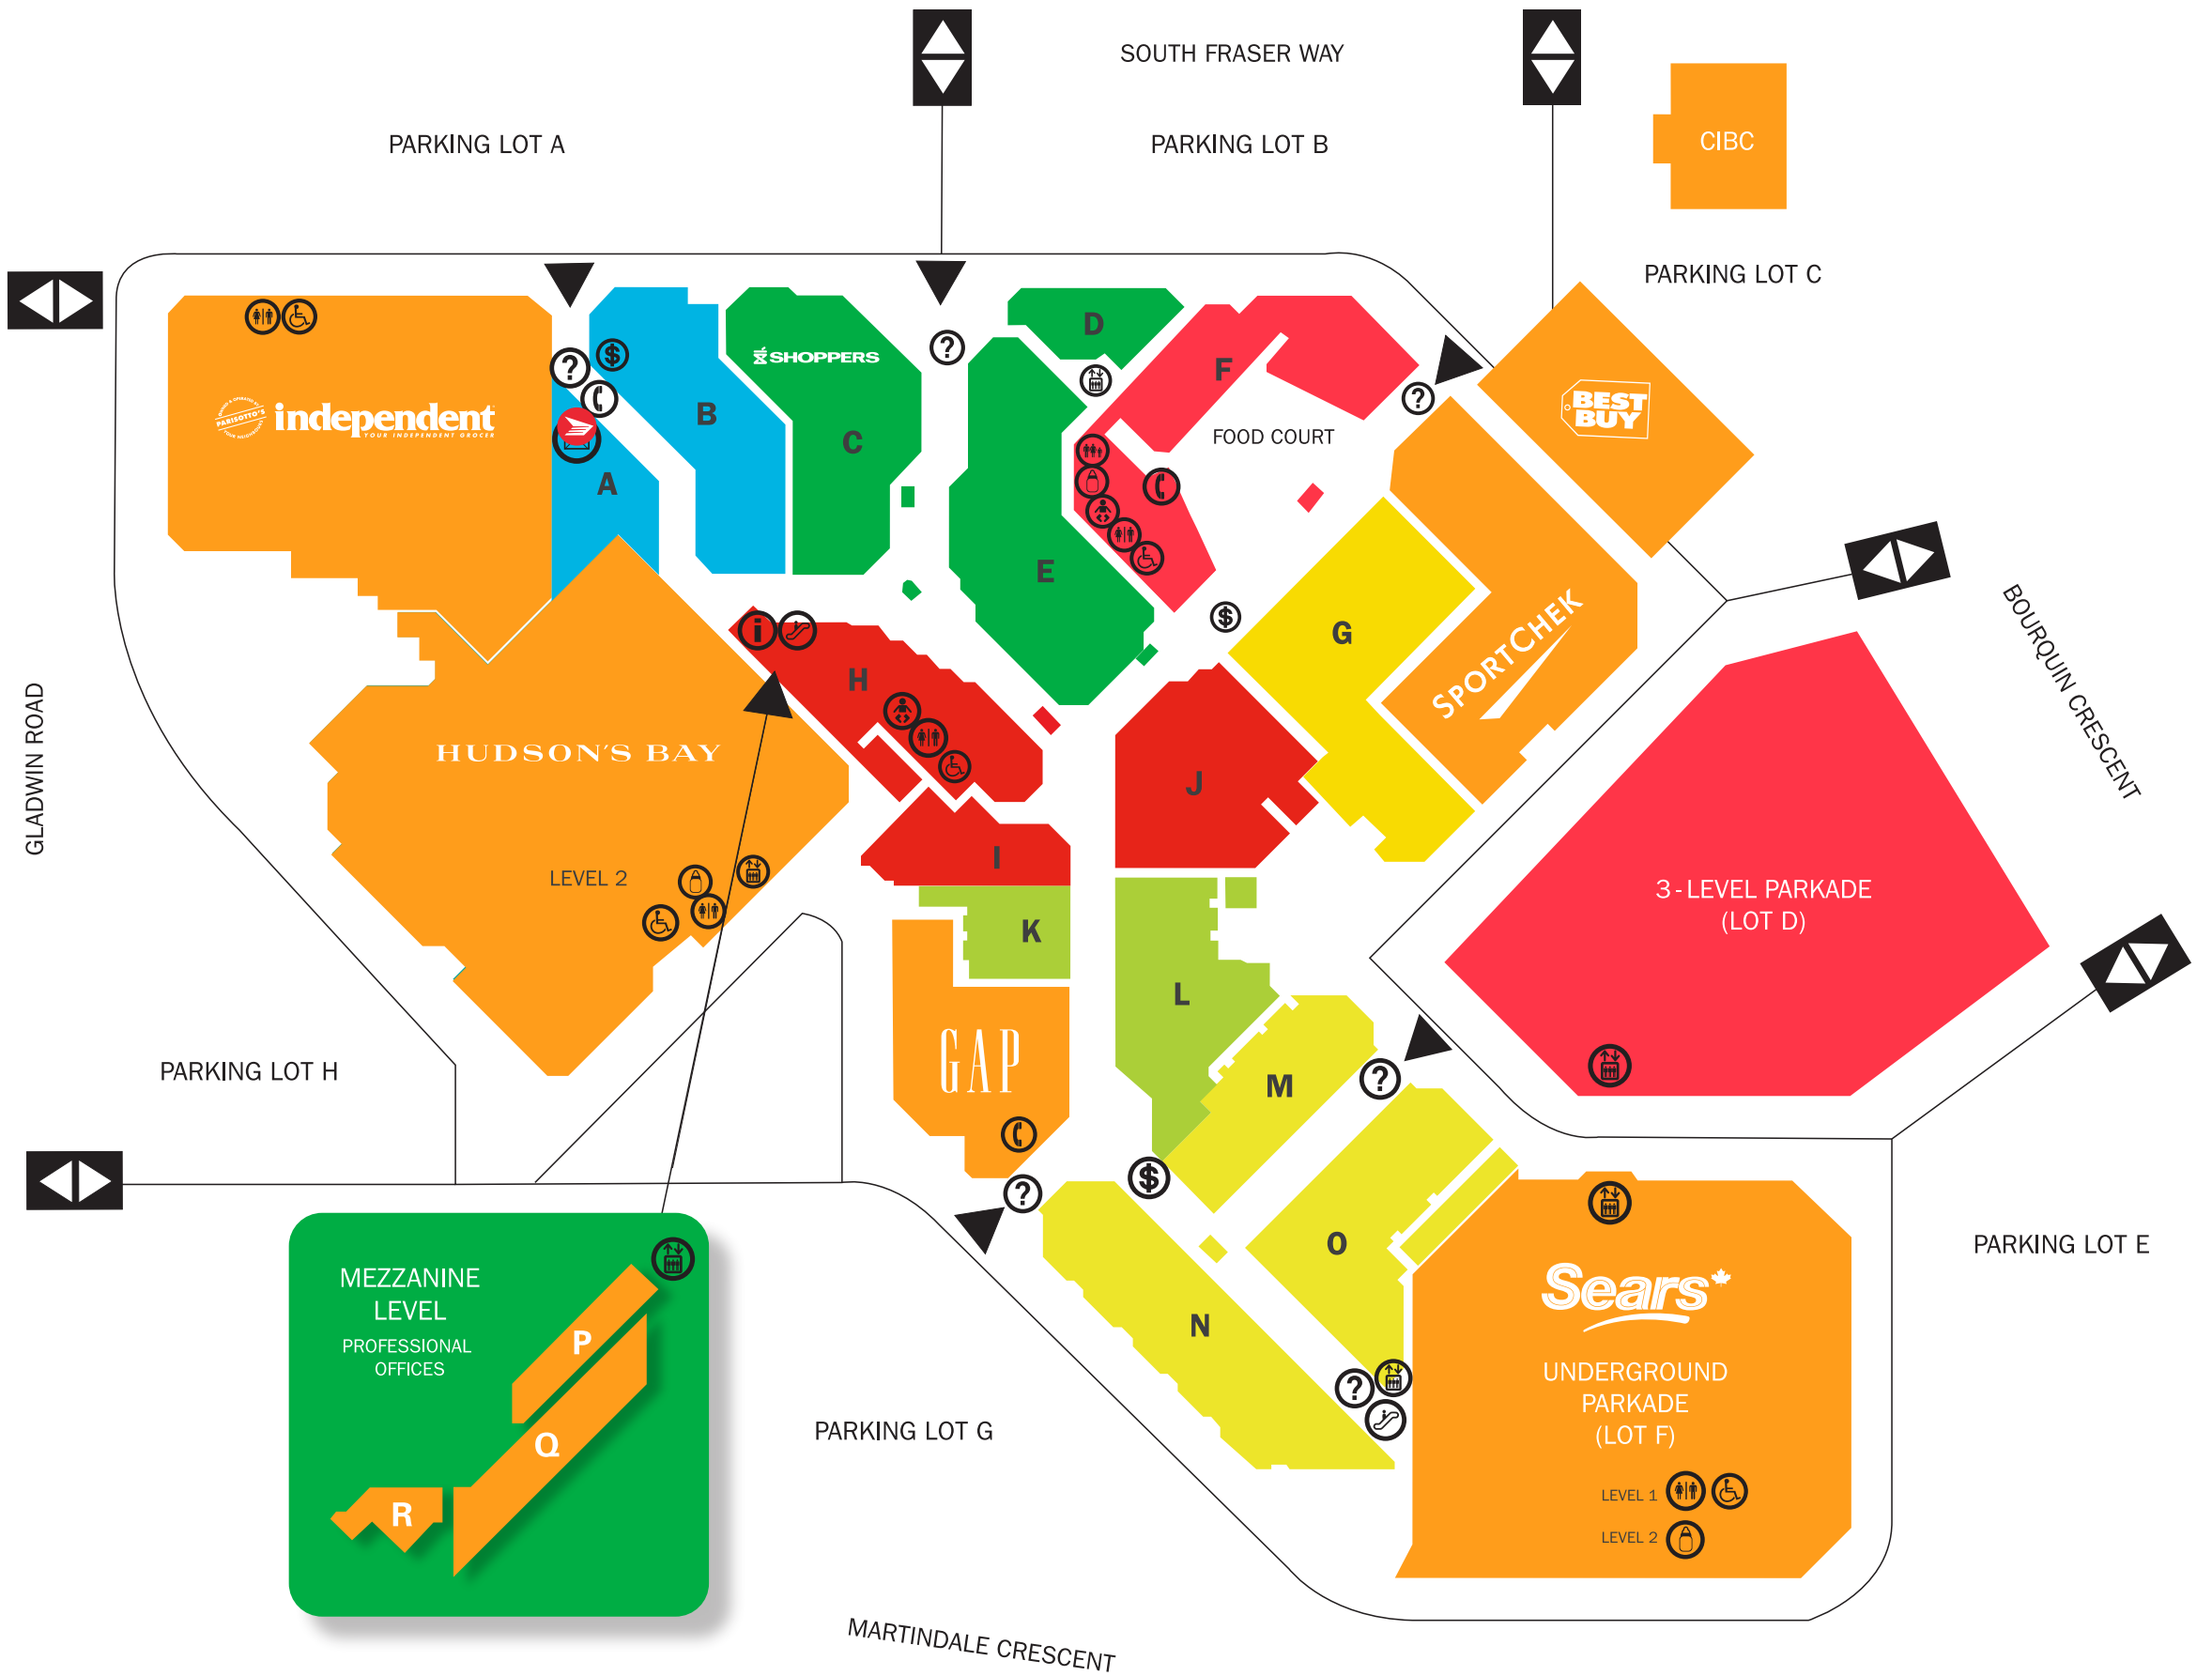 SOUTH FRASER WAY
PARKING LOT A
PARKING LOT B
CIBC
PARKING LOT C
?
$
?
SHOPPERS
D
F
?
BEST
BUY
PARISOTTO'S
independent
YOUR INDEPENDENT GROCER
B
C
FOOD COURT
A
E
$
G
SPORTCHEK
BOURQUIN CRESCENT
i
H
GLADWIN ROAD
HUDSON'S BAY
J
LEVEL 2
I
3-LEVEL PARKADE
(LOT D)
K
L
GAP
PARKING LOT H
M
?
$
?
MEZZANINE
LEVEL
PROFESSIONAL
OFFICES
P
Q
R
O
N
PARKING LOT E
Sears
?
UNDERGROUND
PARKADE
(LOT F)
LEVEL 1
LEVEL 2
PARKING LOT G
MARTINDALE CRESCENT